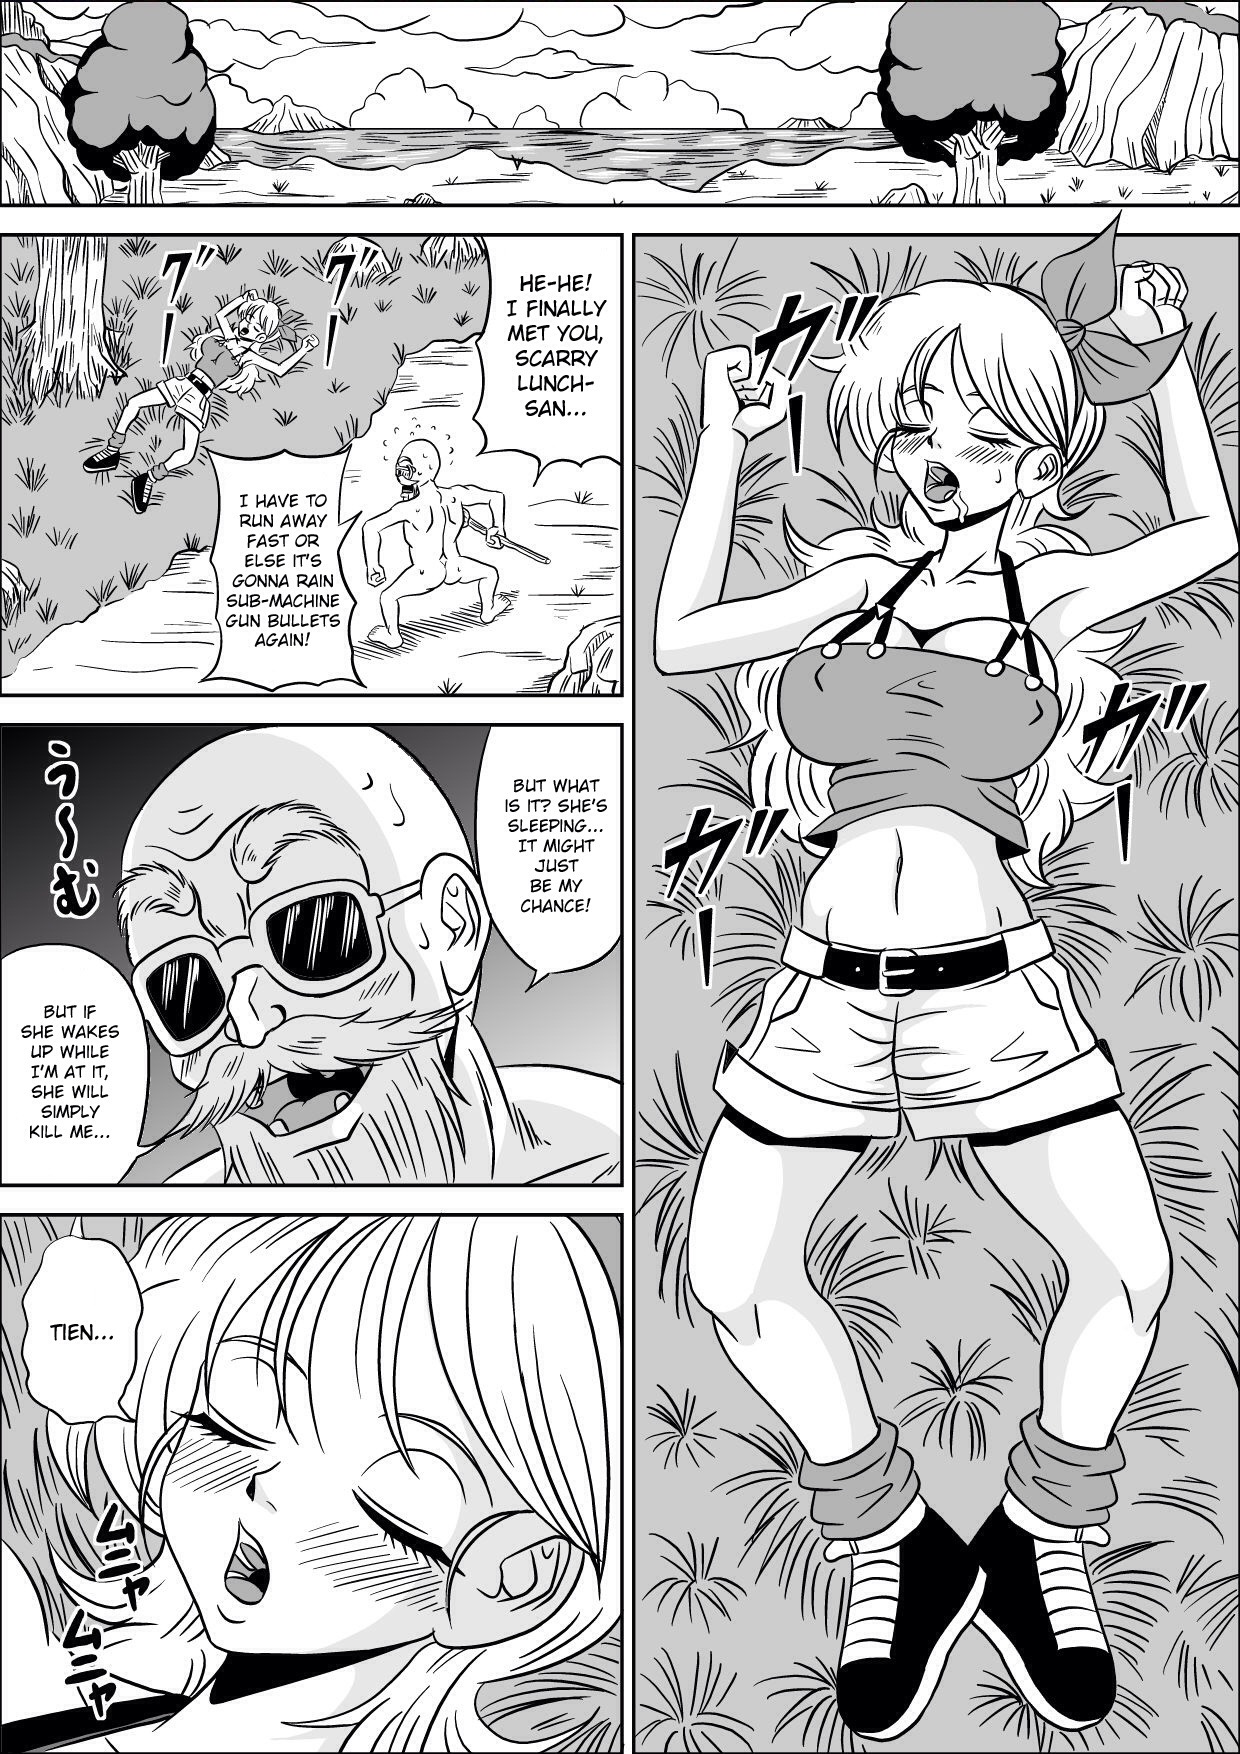 HE-HE!
I FINALLY
MET YOU,
SCARRY
LUNCH-
SAN...
グ゛ー
グ゛ー
I HAVE TO
RUN AWAY
FAST OR
ELSE IT'S
GONNA RAIN
SUB-MACHINE
GUN BULLETS
AGAIN!
ガーッ
ガーッ
ガーッ
BUT WHAT
IS IT? SHE'S
SLEEPING...
IT MIGHT
JUST
BE MY
CHANCE!
う～む
BUT IF
SHE WAKES
UP WHILE
I'M AT IT,
SHE WILL
SIMPLY
KILL ME...
TIEN...
ムニャ
ムニャ